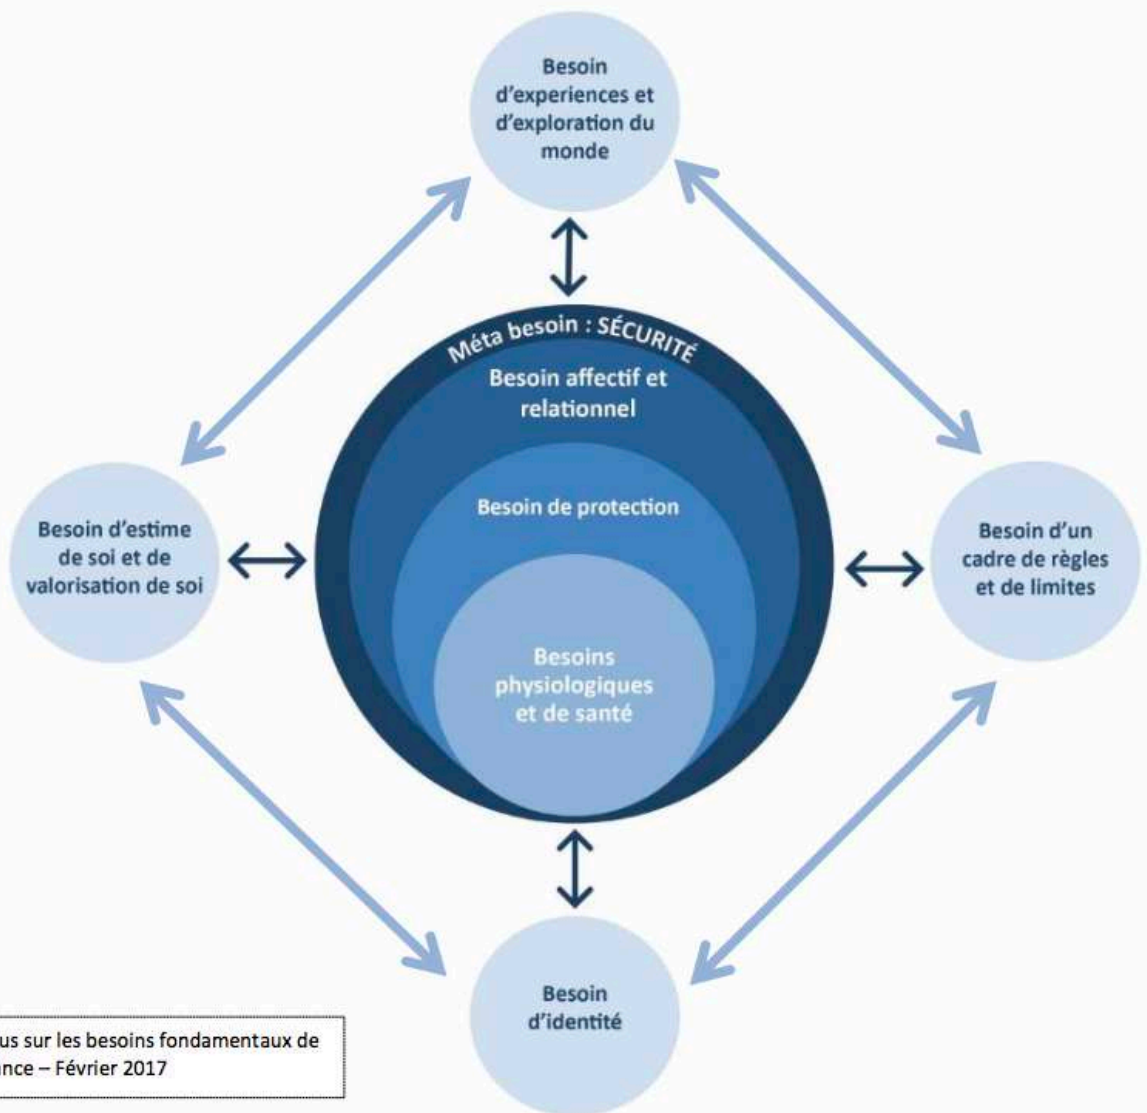 Besoin
d'experiences et
d'exploration du
monde
Méta besoin : SÉCURITÉ
Besoin affectif et
relationnel
Besoin de protection
Besoins
physiologiques
et de santé
Besoin d'estime
de soi et de
valorisation de soi
Besoin d'un
cadre de règles
et de limites
Besoin
d'identité
sur les besoins fondamentaux de
– Février 2017